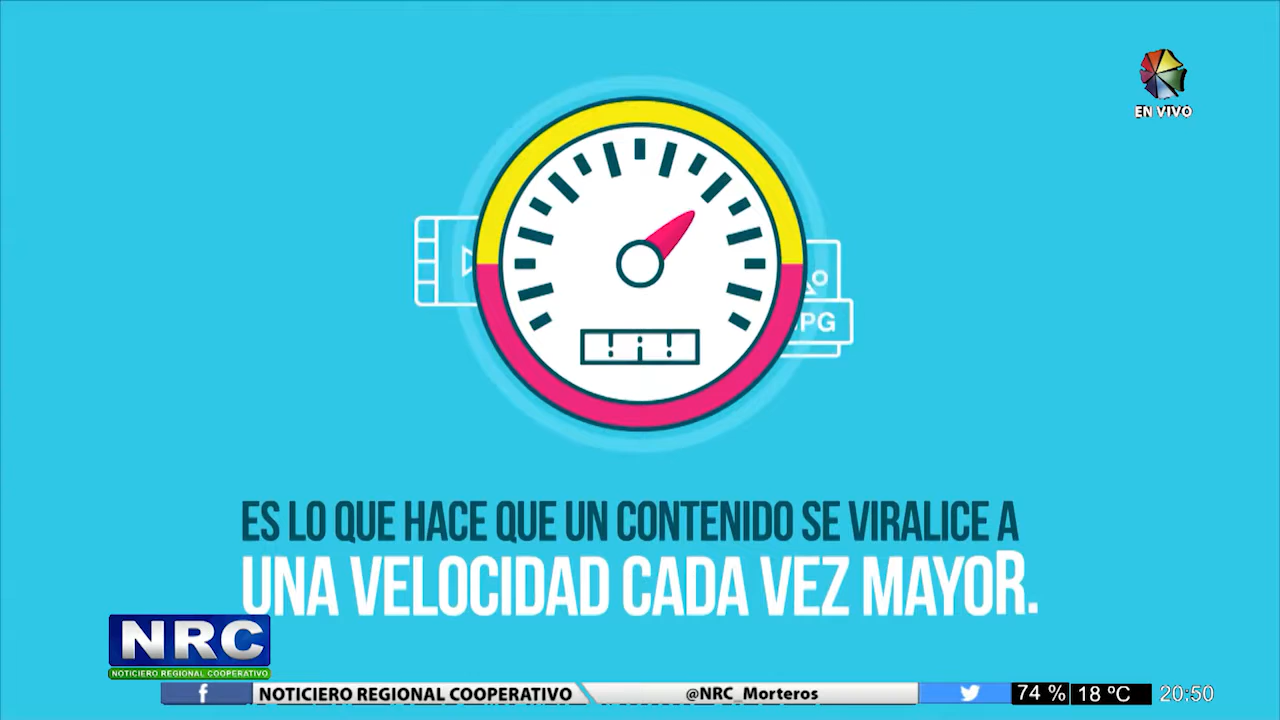 EN VIVO
JPG
ES LO QUE HACE QUE UN CONTENIDO SE VIRALICE A
UNA VELOCIDAD CADA VEZ MAYOR.
NRC
NOTICIERO REGIONAL COOPERATIVO
f NOTICIERO REGIONAL COOPERATIVO @NRC_Morteros 74 % 18 ºC 20:50